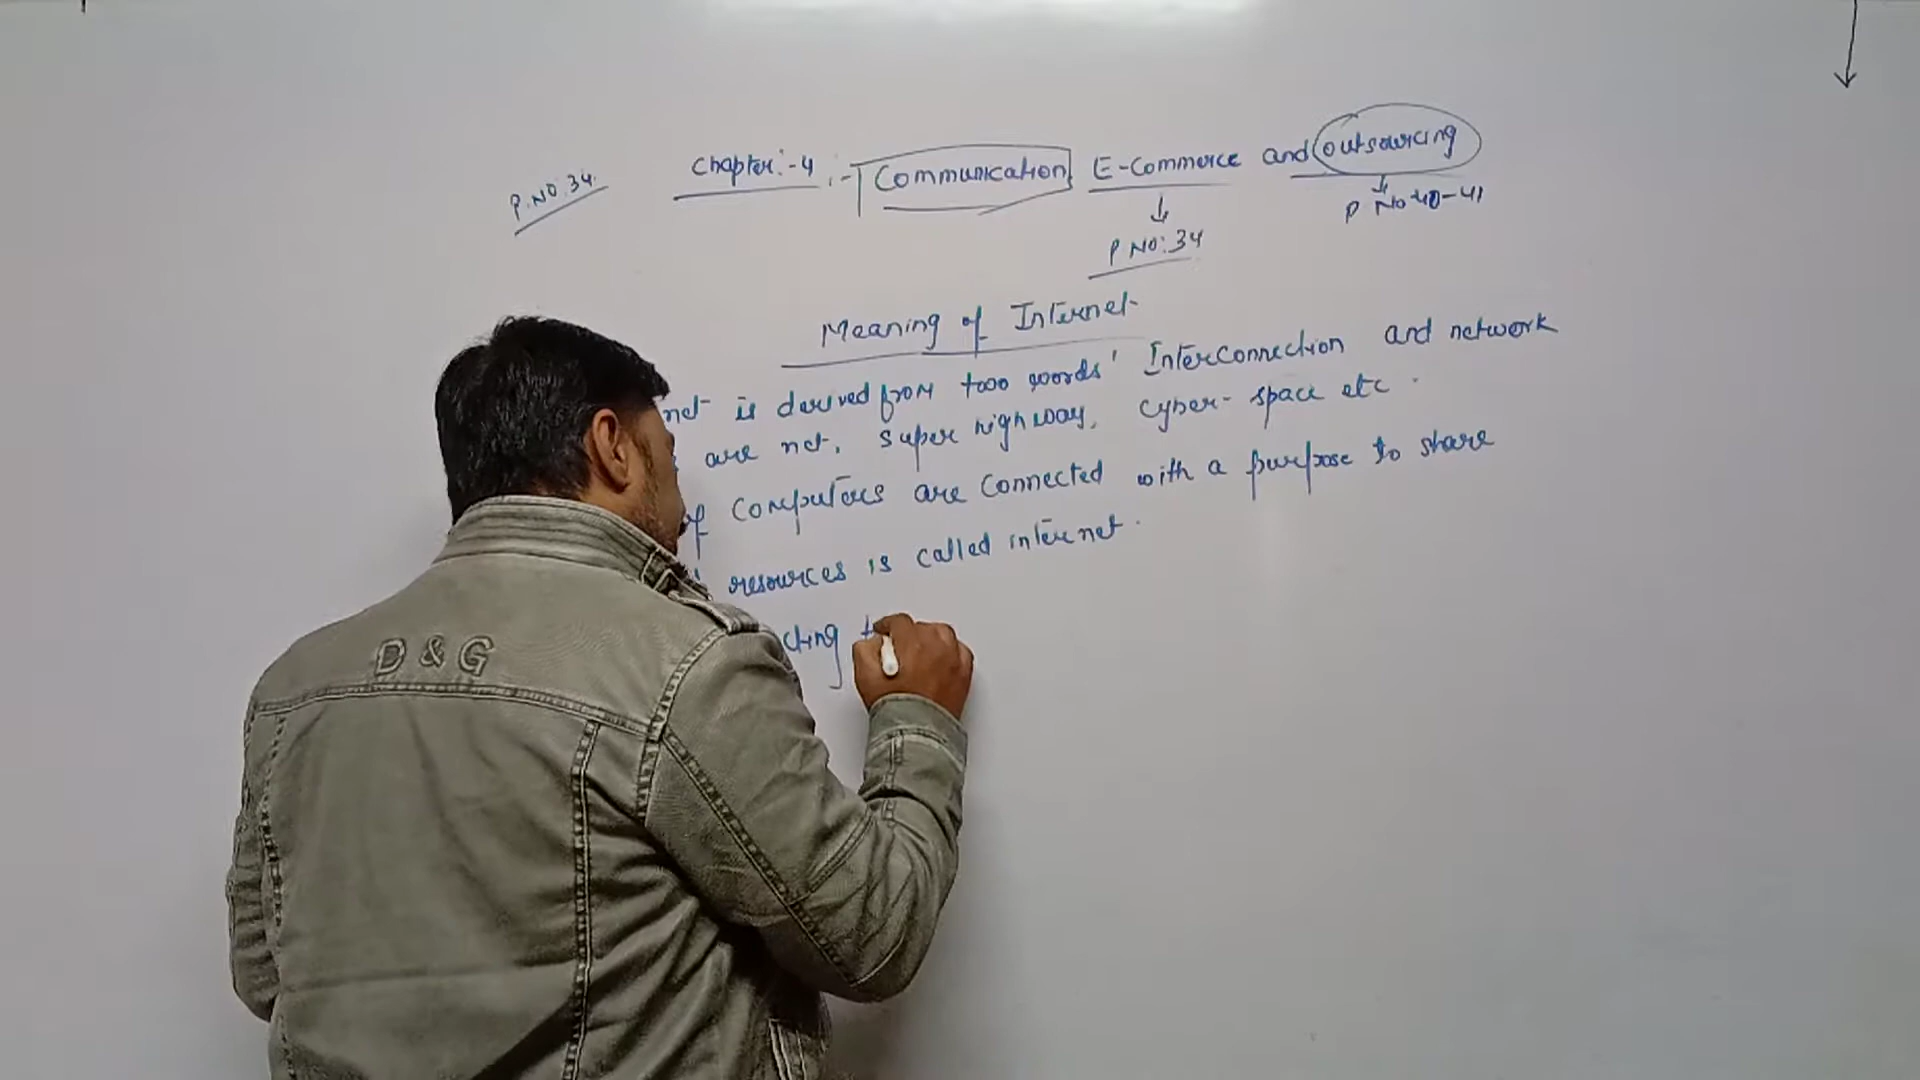 P.NO:34.
Chapter:-4 :- Communication E-Commerce and outsourcing
P No 40-41
P NO:34
Meaning of Internet
net is derived from two words' Interconnection and network
are net, super highway, cyber-space etc.
of computers are connected with a purpose to share
resources is called internet.
cting
D & G